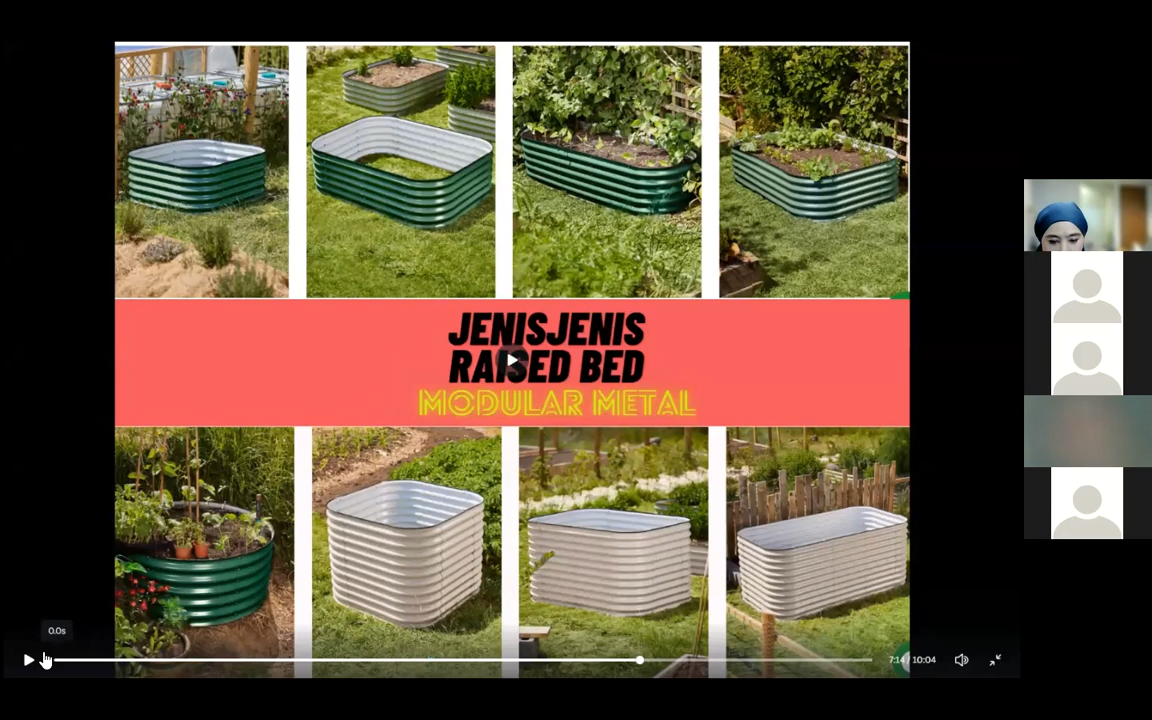 JENISJENIS
RAISED BED
MODULAR METAL
0.0s
7:14 / 10:04